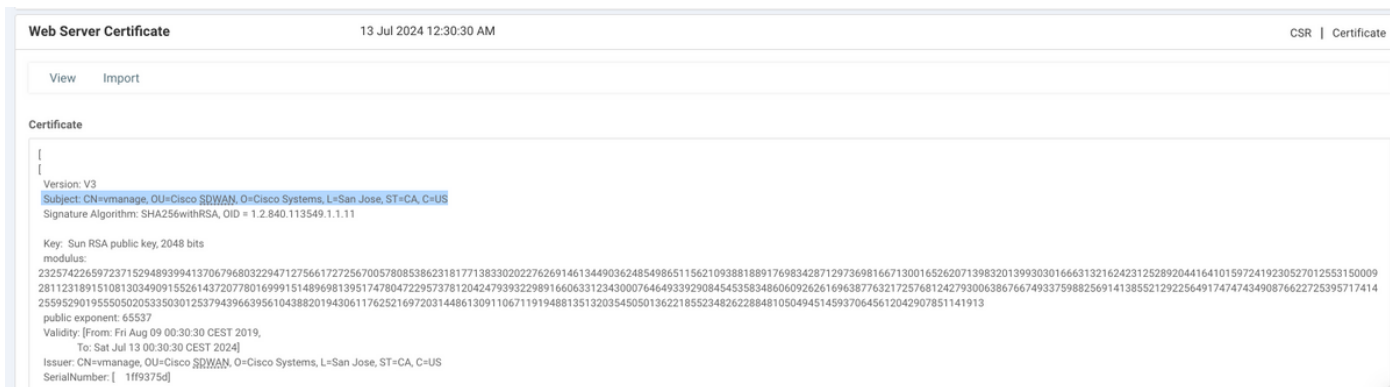 Web Server Certificate
13 Jul 2024 12:30:30 AM
CSR | Certificate
View Import
Certificate
[
[
Version: V3
Subject: CN=vmanage, OU=Cisco SDWAN, O=Cisco Systems, L=San Jose, ST=CA, C=US
Signature Algorithm: SHA256withRSA, OID = 1.2.840.113549.1.1.11
Key: Sun RSA public key, 2048 bits
modulus:
public exponent: 65537
Validity: [From: Fri Aug 09 00:30:30 CEST 2019,
To: Sat Jul 13 00:30:30 CEST 2024]
Issuer: CN=vmanage, OU=Cisco SDWAN, O=Cisco Systems, L=San Jose, ST=CA, C=US
SerialNumber: [ 1ff9375d]